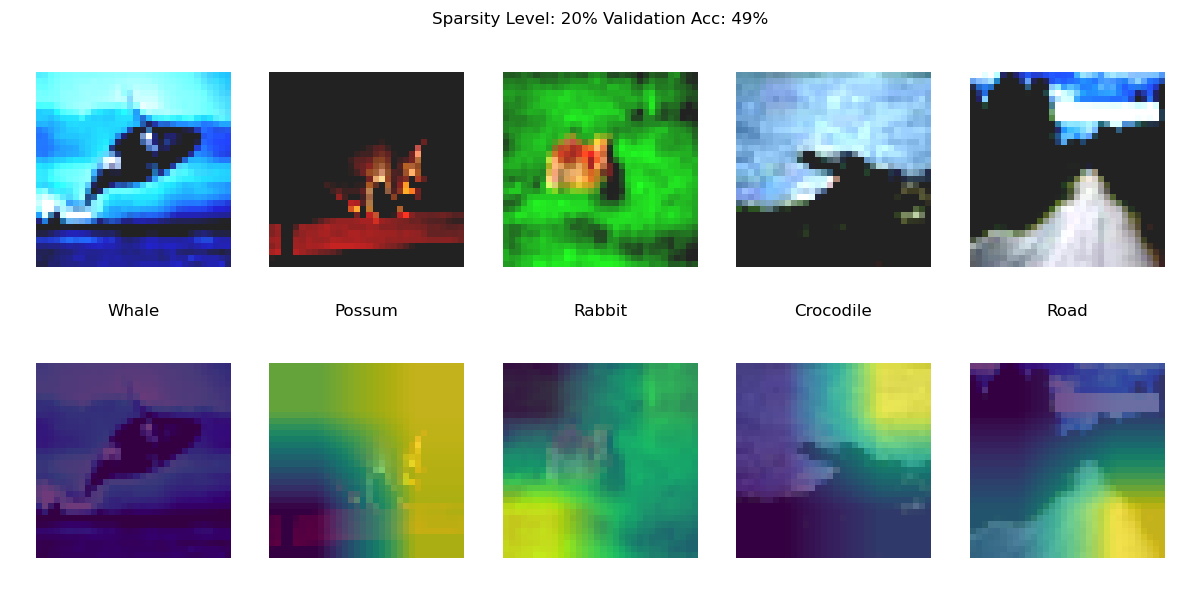 Sparsity Level: 20% Validation Acc: 49%
Whale
Possum
Rabbit
Crocodile
Road